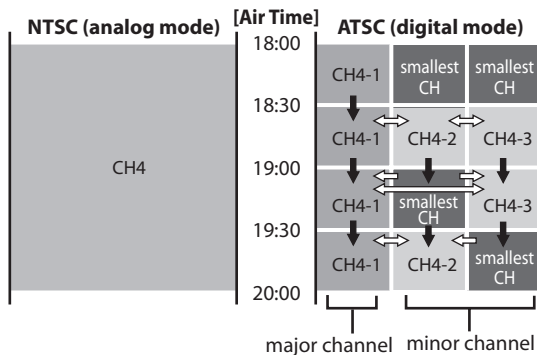 NTSC (analog mode) [Air Time] ATSC (digital mode)
18:00
CH4-1 smallest CH smallest CH
18:30
CH4-1 CH4-2 CH4-3
CH4
19:00
CH4-1 smallest CH CH4-3
19:30
CH4-1 CH4-2 smallest CH
20:00
major channel minor channel